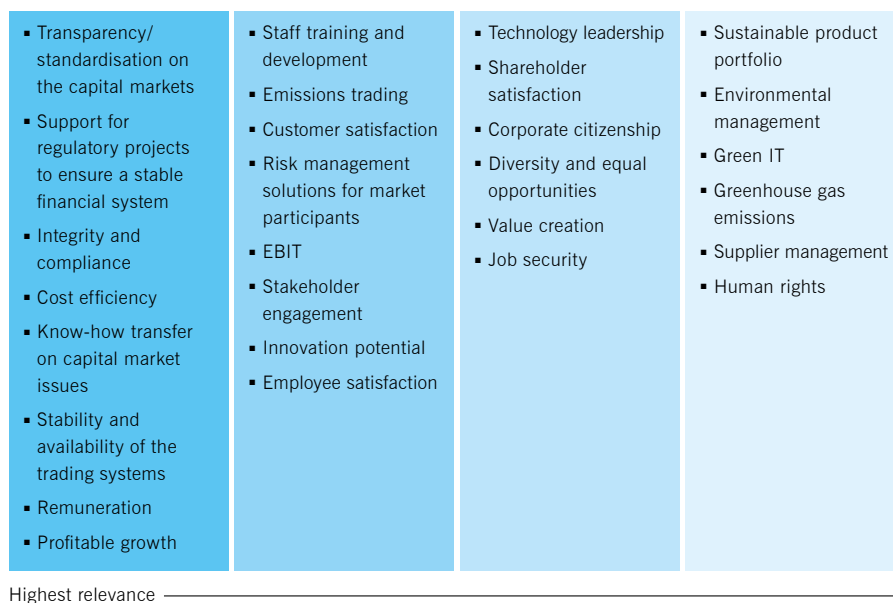 ▪ Transparency/
standardisation on
the capital markets
▪ Support for
regulatory projects
to ensure a stable
financial system
▪ Integrity and
compliance
▪ Cost efficiency
▪ Know-how transfer
on capital market
issues
▪ Stability and
availability of the
trading systems
▪ Remuneration
▪ Profitable growth
▪ Staff training and
development
▪ Emissions trading
▪ Customer satisfaction
▪ Risk management
solutions for market
participants
▪ EBIT
▪ Stakeholder
engagement
▪ Innovation potential
▪ Employee satisfaction
▪ Technology leadership
▪ Shareholder
satisfaction
▪ Corporate citizenship
▪ Diversity and equal
opportunities
▪ Value creation
▪ Job security
▪ Sustainable product
portfolio
▪ Environmental
management
▪ Green IT
▪ Greenhouse gas
emissions
▪ Supplier management
▪ Human rights
Highest relevance